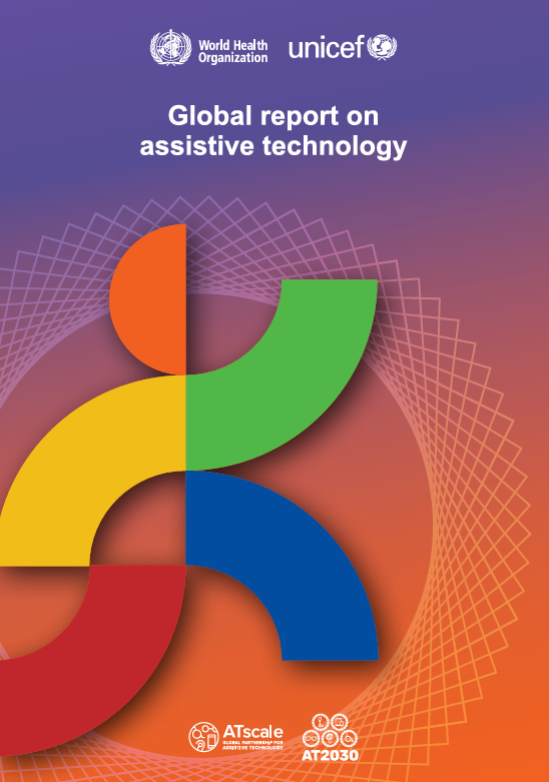 World Health
Organization
unicef
Global report on
assistive technology
ATscale
GLOBAL PARTNERSHIP FOR
ASSISTIVE TECHNOLOGY
AT2030